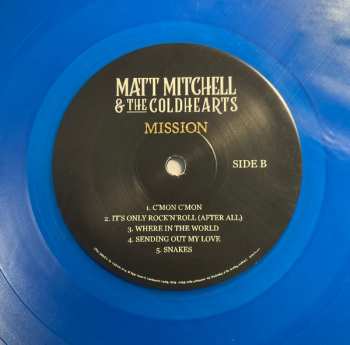 MATT MITCHELL
& THE COLDHEARTS
MISSION
SIDE B
1. C'MON C'MON
2. IT'S ONLY ROCK'N'ROLL (AFTER ALL)
3. WHERE IN THE WORLD
4. SENDING OUT MY LOVE
5. SNAKES